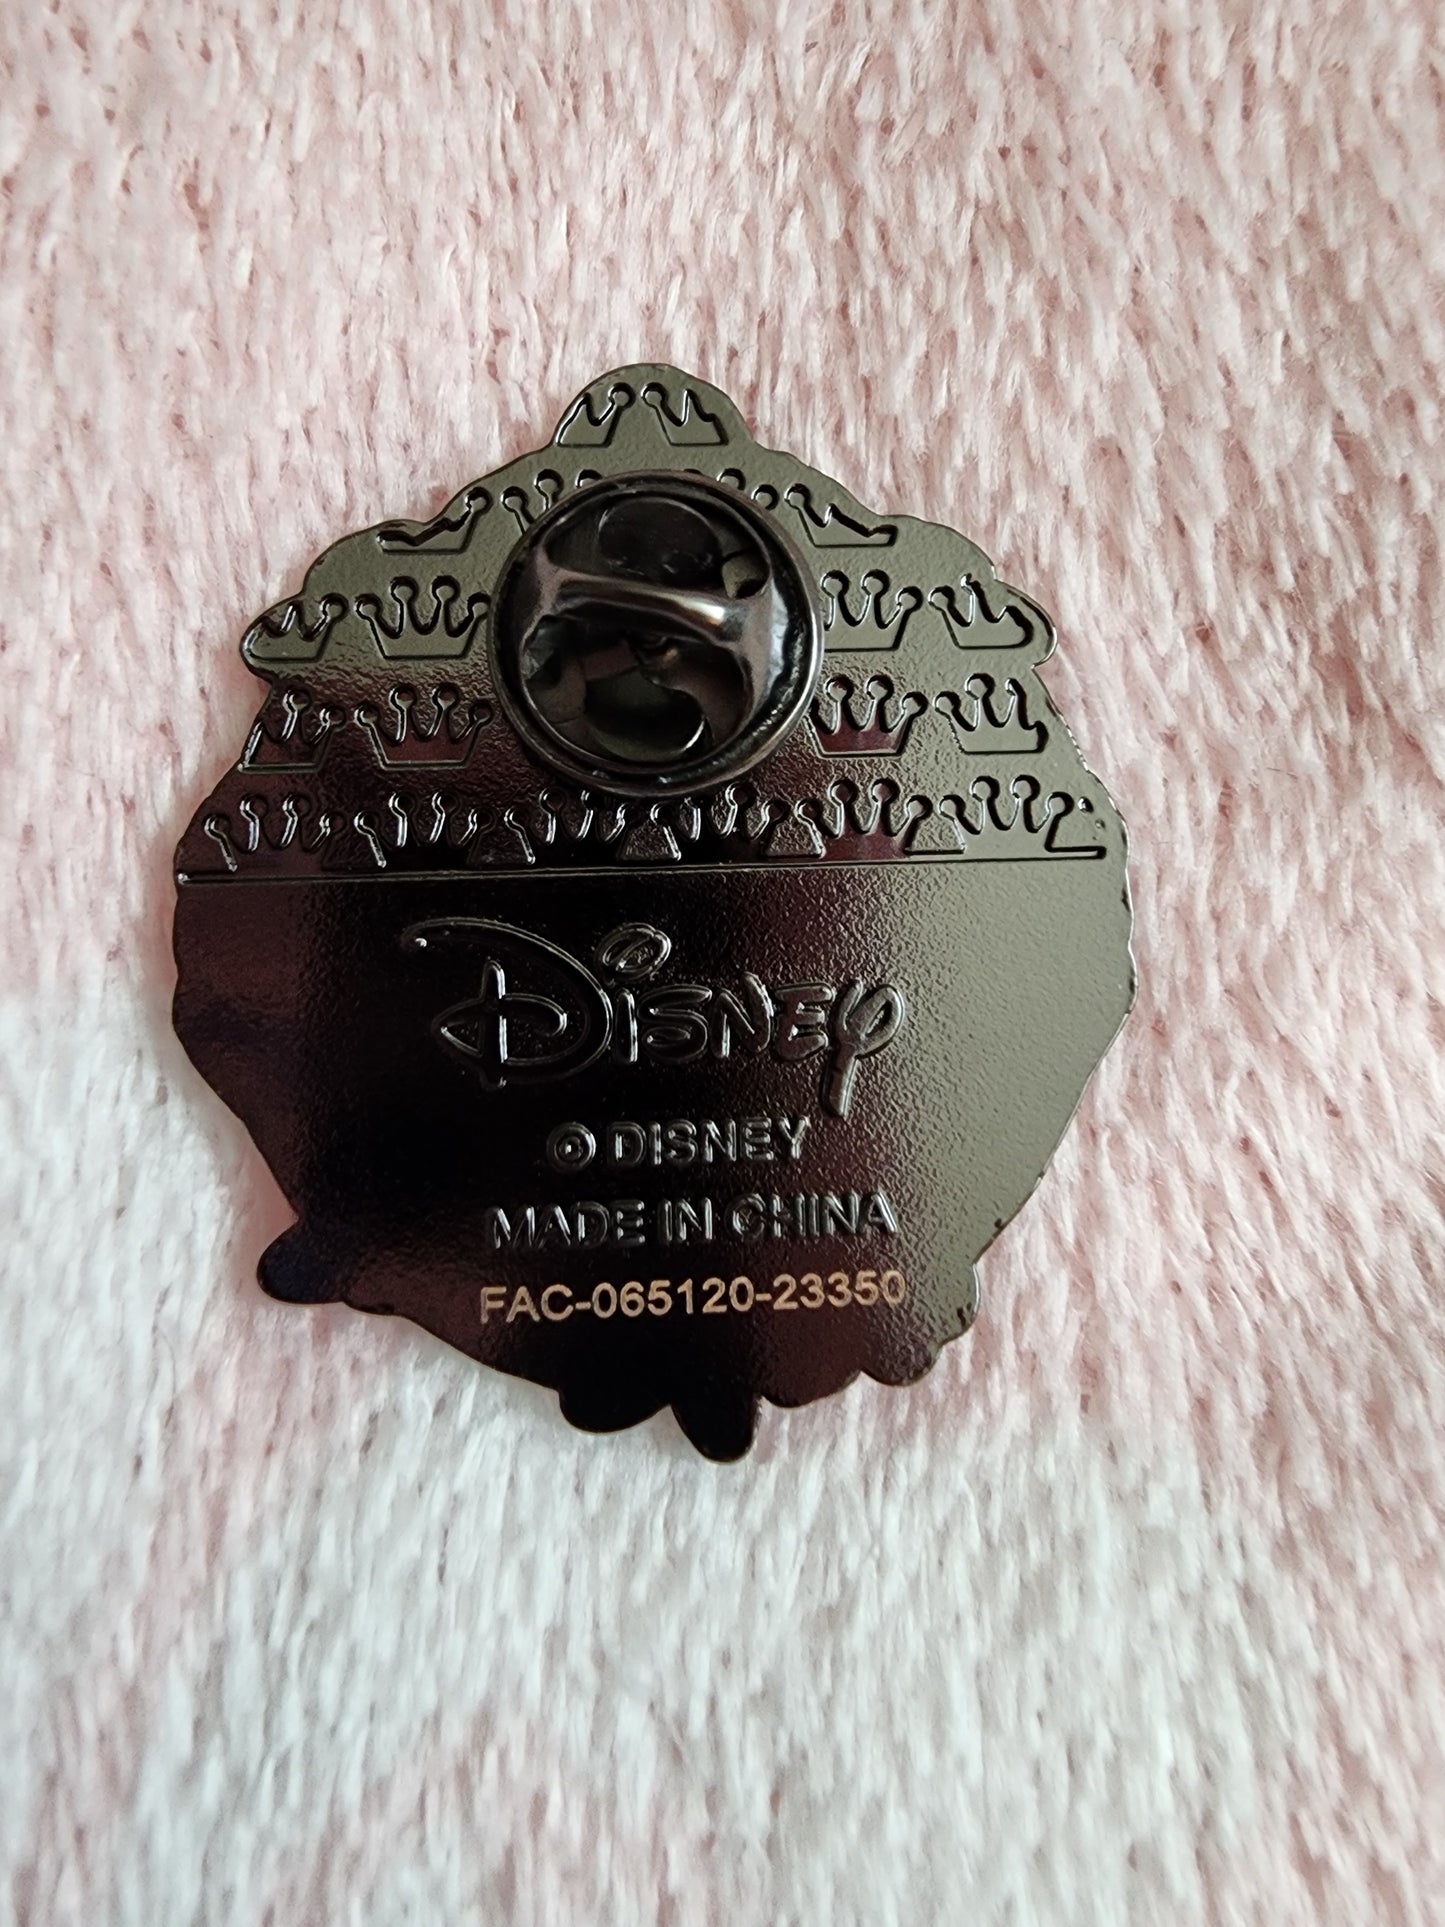 Disney
© DISNEY
MADE IN CHINA
FAC-065120-23350